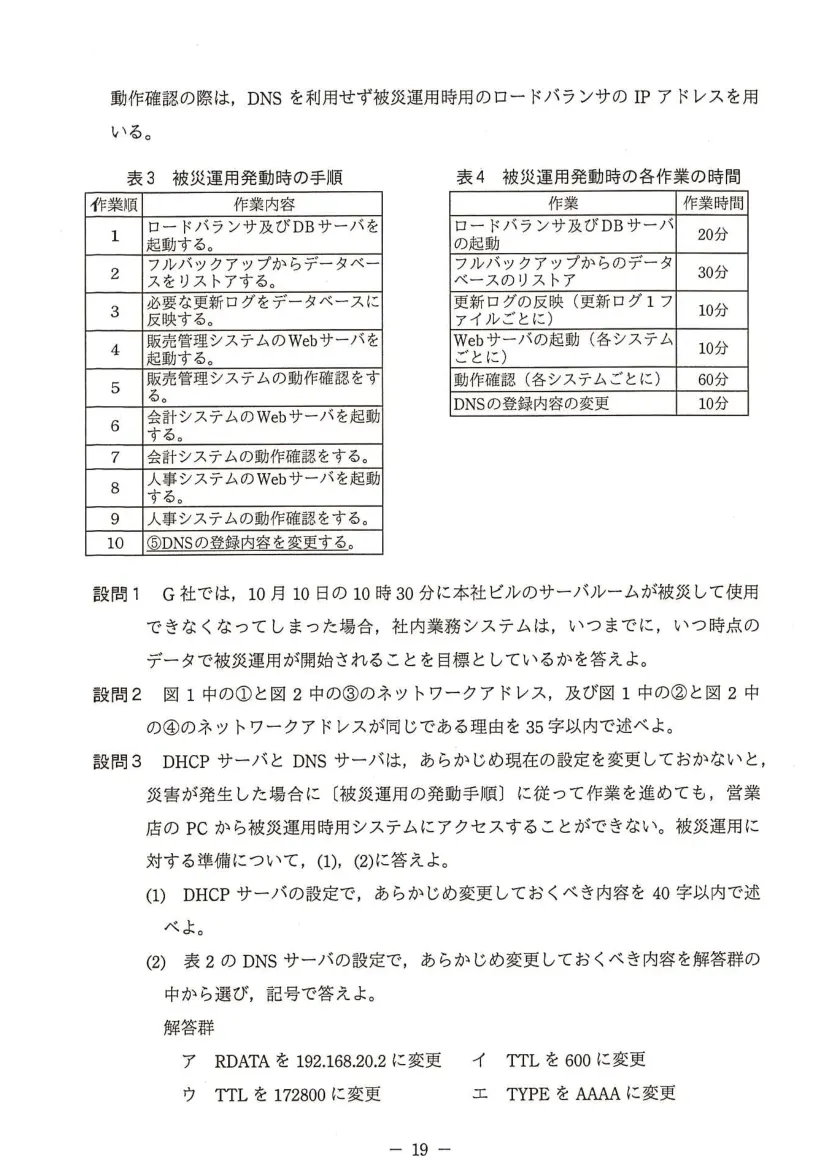 動作確認の際は，DNS を利用せず被災運用時用のロードバランサの IP アドレスを用
いる。
表3　被災運用発動時の手順
作業順 作業内容
1 ロードバランサ及びDBサーバを
起動する。
2 フルバックアップからデータベー
スをリストアする。
3 必要な更新ログをデータベースに
反映する。
4 販売管理システムのWebサーバを
起動する。
5 販売管理システムの動作確認をす
る。
6 会計システムのWebサーバを起動
する。
7 会計システムの動作確認をする。
8 人事システムのWebサーバを起動
する。
9 人事システムの動作確認をする。
10 ⑤DNSの登録内容を変更する。
表4　被災運用発動時の各作業の時間
作業 作業時間
ロードバランサ及びDBサーバ
の起動 20分
フルバックアップからのデータ
ベースのリストア 30分
更新ログの反映（更新ログ1フ
ァイルごとに） 10分
Webサーバの起動（各システム
ごとに） 10分
動作確認（各システムごとに） 60分
DNSの登録内容の変更 10分
設問1　G 社では，10 月 10 日の 10 時 30 分に本社ビルのサーバルームが被災して使用
できなくなってしまった場合，社内業務システムは，いつまでに，いつ時点の
データで被災運用が開始されることを目標としているかを答えよ。
設問2　図 1 中の①と図 2 中の③のネットワークアドレス，及び図 1 中の②と図 2 中
の④のネットワークアドレスが同じである理由を 35 字以内で述べよ。
設問3　DHCP サーバと DNS サーバは，あらかじめ現在の設定を変更しておかないと，
災害が発生した場合に〔被災運用の発動手順〕に従って作業を進めても，営業
店の PC から被災運用時用システムにアクセスすることができない。被災運用に
対する準備について，(1)，(2)に答えよ。
(1)　DHCP サーバの設定で，あらかじめ変更しておくべき内容を 40 字以内で述
べよ。
(2)　表 2 の DNS サーバの設定で，あらかじめ変更しておくべき内容を解答群の
中から選び，記号で答えよ。
解答群
ア　RDATA を 192.168.20.2 に変更　イ　TTL を 600 に変更
ウ　TTL を 172800 に変更　エ　TYPE を AAAA に変更
— 19 —